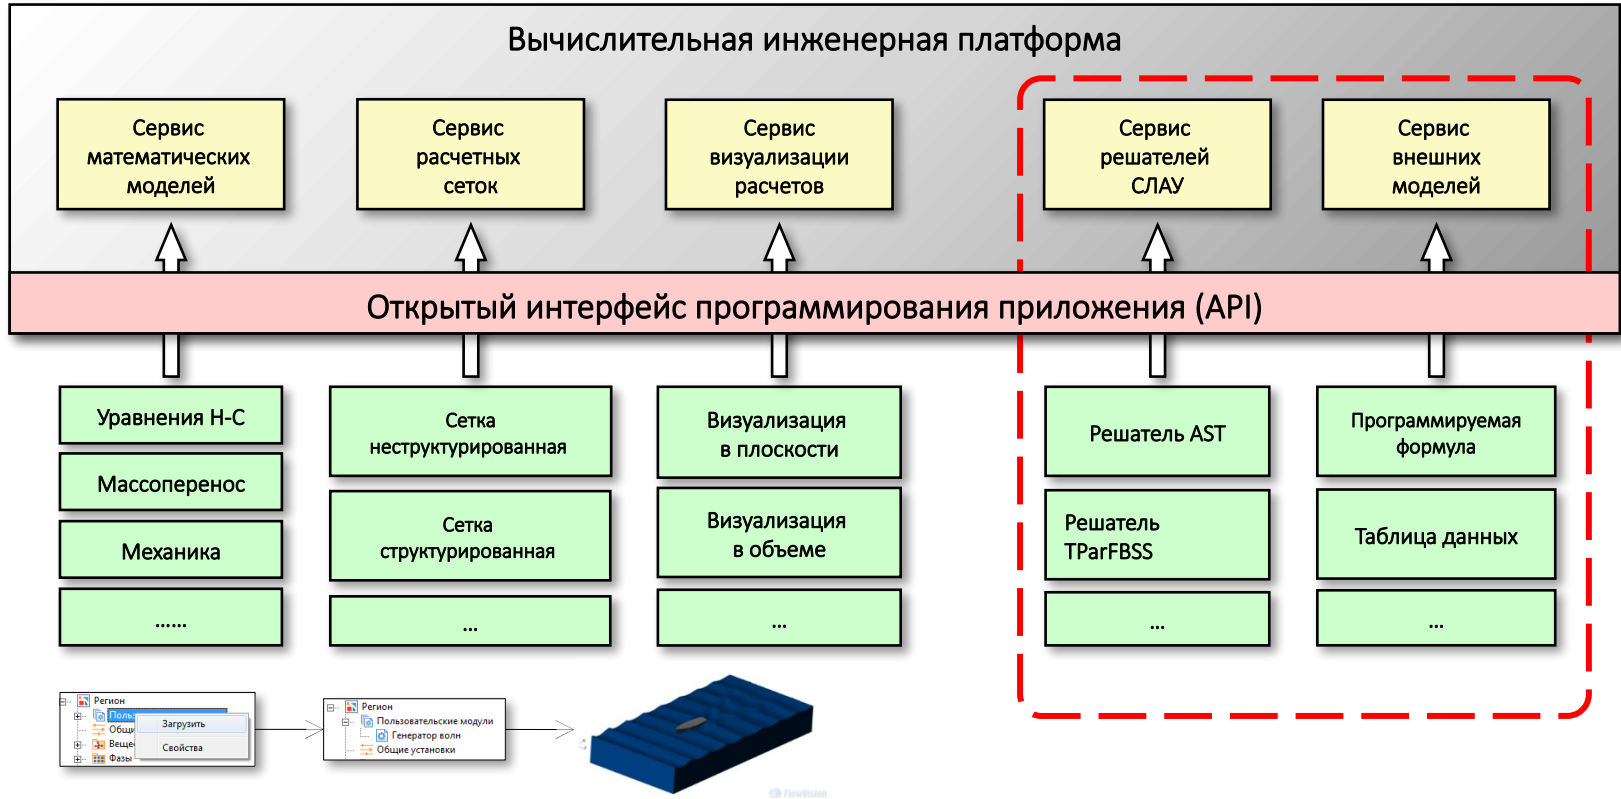 Вычислительная инженерная платформа
Сервис
математических
моделей
Сервис
расчетных
сеток
Сервис
визуализации
расчетов
Сервис
решателей
СЛАУ
Сервис
внешних
моделей
Открытый интерфейс программирования приложения (API)
Уравнения Н-С
Массоперенос
Механика
......
Сетка
неструктурированная
Сетка
структурированная
...
Визуализация
в плоскости
Визуализация
в объеме
...
Решатель AST
Решатель
TParFBSS
...
Программируемая
формула
Таблица данных
...
Регион
Загрузить
Свойства
Фазы
Регион
Пользовательские модули
Генератор волн
Общие установки
FlowVision